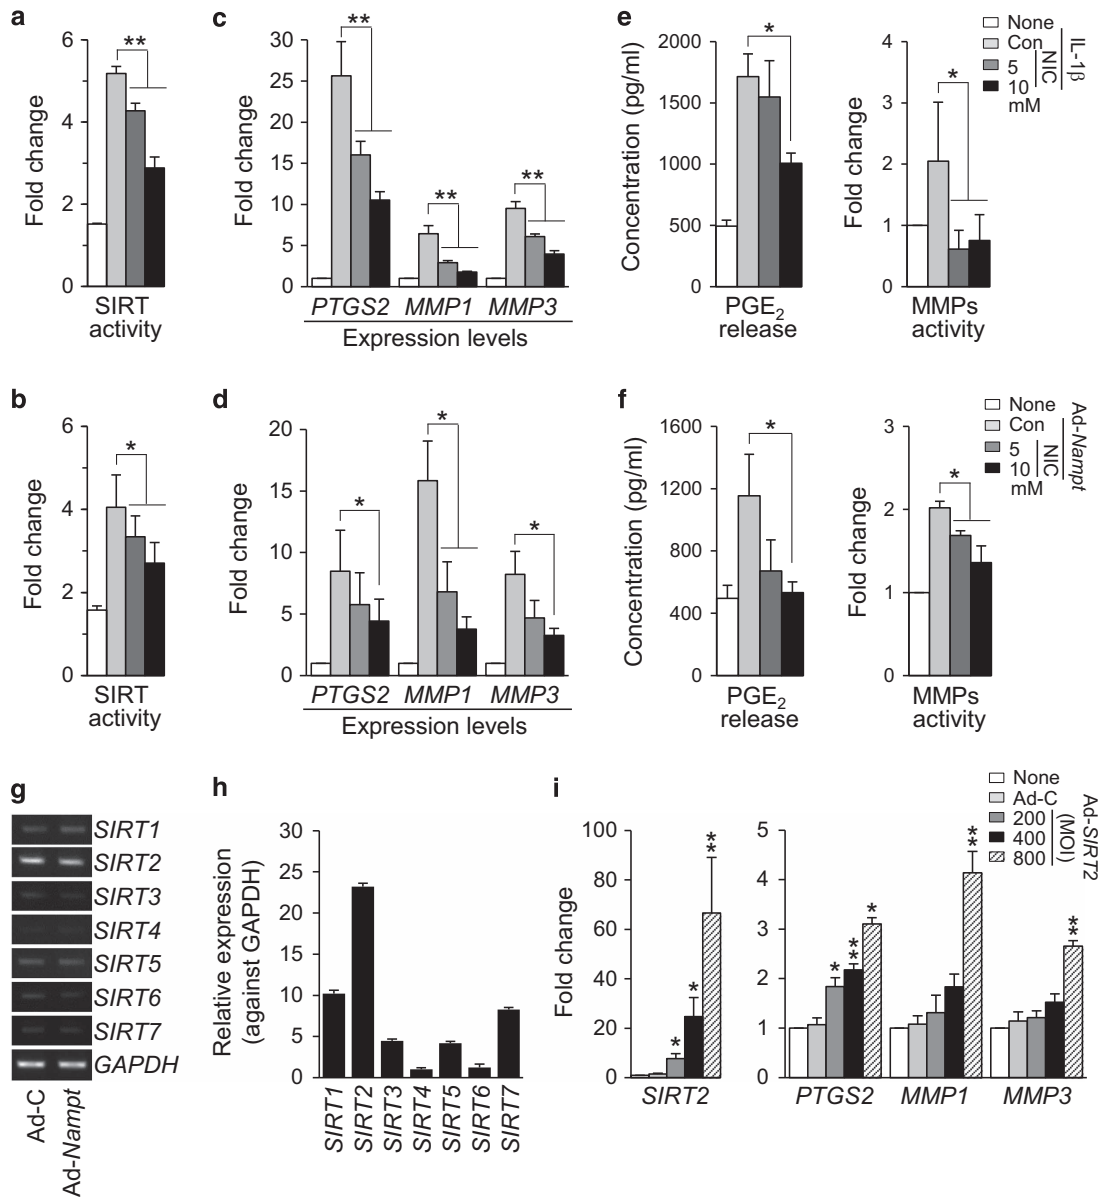 a
6
4
2
0
Fold change
**
SIRT
activity
c
30
25
20
15
10
5
0
Fold change
**
**
**
PTGS2 MMP1 MMP3
Expression levels
e
2000
1500
1000
500
0
Concentration (pg/ml)
*
PGE2
release
4
3
2
1
0
Fold change
*
MMPs
activity
None
Con
5
10
mM
NIC
IL-1β
b
6
4
2
0
Fold change
*
SIRT
activity
d
20
15
10
5
0
Fold change
*
*
*
PTGS2 MMP1 MMP3
Expression levels
f
1600
1200
800
400
0
Concentration (pg/ml)
*
PGE2
release
3
2
1
0
Fold change
*
MMPs
activity
None
Con
5
10
mM
NIC
Ad-Nampt
g
SIRT1
SIRT2
SIRT3
SIRT4
SIRT5
SIRT6
SIRT7
GAPDH
Ad-C
Ad-Nampt
h
30
25
20
15
10
5
0
Relative expression
(against GAPDH)
SIRT1
SIRT2
SIRT3
SIRT4
SIRT5
SIRT6
SIRT7
i
100
80
60
40
20
0
Fold change
*
*
**
SIRT2
5
4
3
2
1
0
*
**
*
**
**
PTGS2 MMP1 MMP3
None
Ad-C
200
400
800
Ad-SIRT2
(MOI)